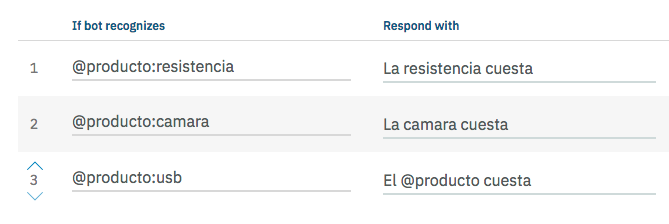 If bot recognizes Respond with
1 @producto:resistencia La resistencia cuesta
2 @producto:camara La camara cuesta
3 @producto:usb El @producto cuesta